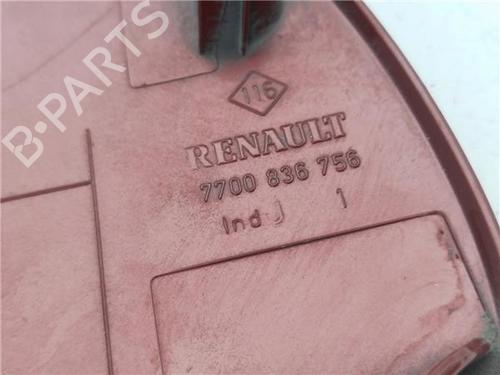 B-PARTS
116
RENAULT
7700 836 756
Ind J 1